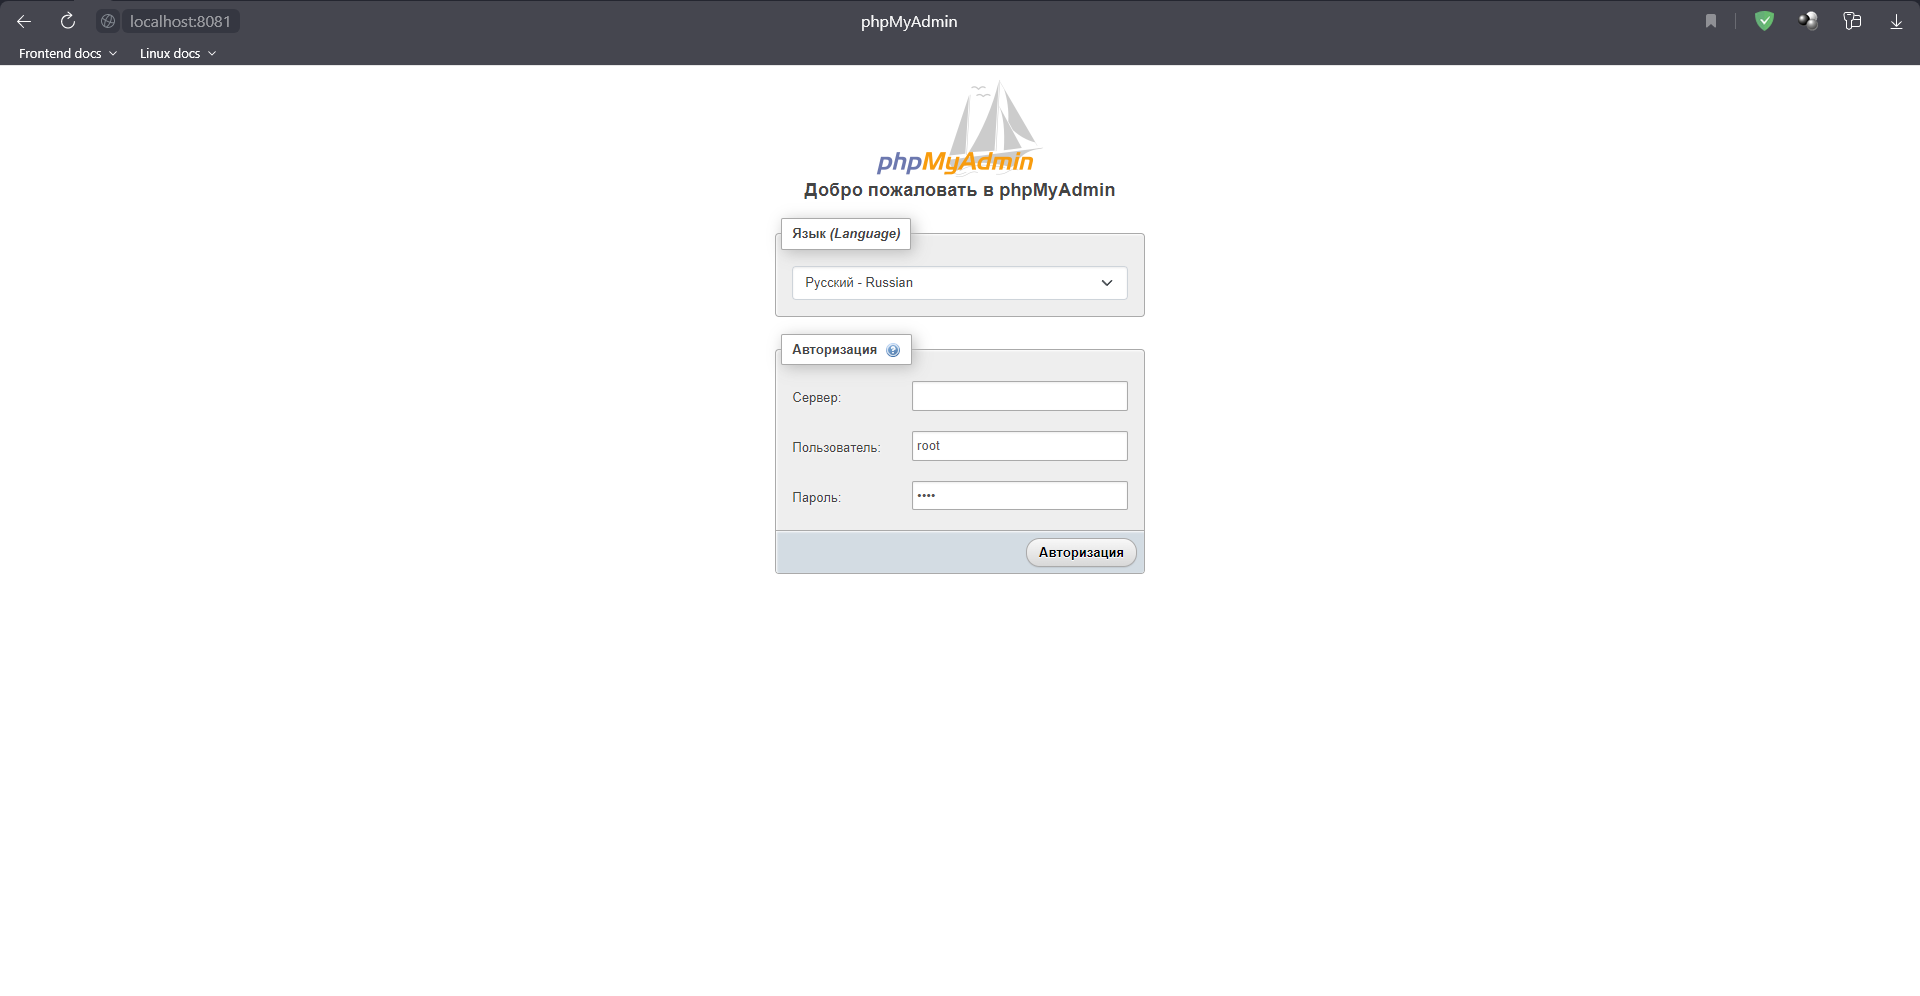 localhost:8081
phpMyAdmin
Frontend docs
Linux docs
phpMyAdmin
Добро пожаловать в phpMyAdmin
Язык (Language)
Русский - Russian
Авторизация
Сервер:
Пользователь:
root
Пароль:
••••
Авторизация